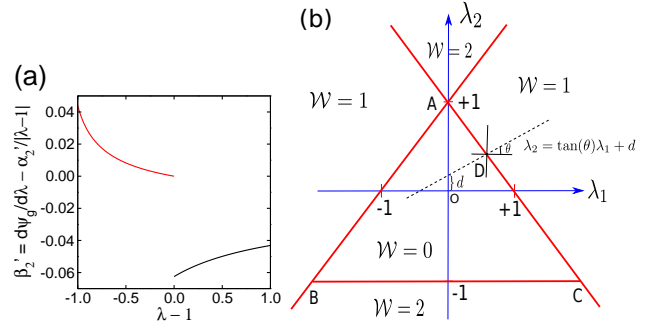 (a)
β₂' = dψ_g/dλ − α₂'/|λ−1|
0.04
0.02
0.00
-0.02
-0.04
-0.06
-1.0 -0.5 0.0 0.5 1.0
λ − 1
(b)
λ₂
𝒲 = 2
𝒲 = 1
𝒲 = 1
A
+1
θ
λ₂ = tan(θ)λ₁ + d
D
d
O
λ₁
-1
+1
𝒲 = 0
B
-1
C
𝒲 = 2